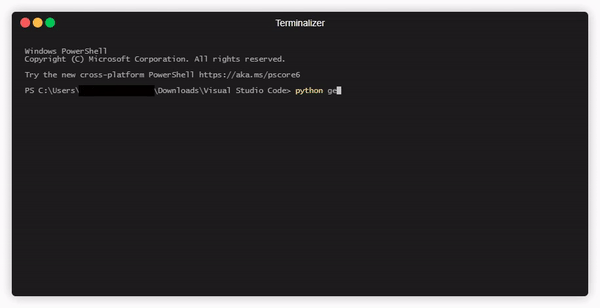 Terminalizer
Windows PowerShell
Copyright (C) Microsoft Corporation. All rights reserved.
Try the new cross-platform PowerShell https://aka.ms/pscore6
PS C:\Users\ \Downloads\Visual Studio Code> python ge